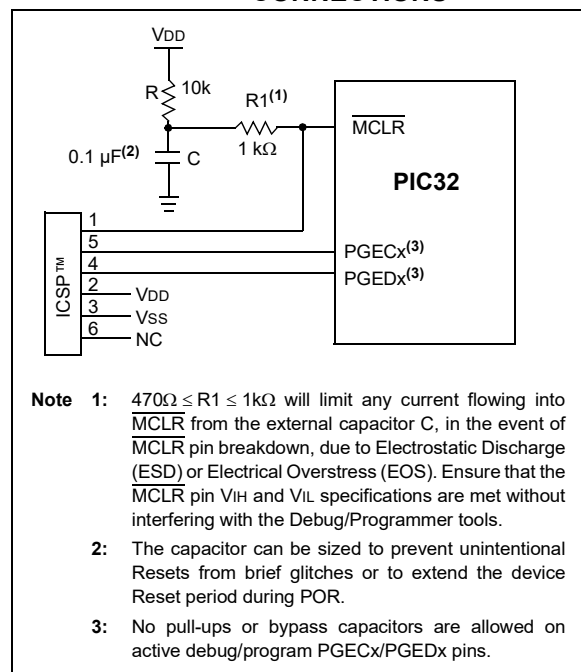 VDD
R 10k
R1(1)
1 kΩ
MCLR
0.1 µF(2) C
PIC32
ICSP™
1
5 PGECx(3)
4 PGEDx(3)
2 VDD
3 VSS
6 NC
Note 1: 470Ω ≤ R1 ≤ 1kΩ will limit any current flowing into
MCLR from the external capacitor C, in the event of
MCLR pin breakdown, due to Electrostatic Discharge
(ESD) or Electrical Overstress (EOS). Ensure that the
MCLR pin VIH and VIL specifications are met without
interfering with the Debug/Programmer tools.
2: The capacitor can be sized to prevent unintentional
Resets from brief glitches or to extend the device
Reset period during POR.
3: No pull-ups or bypass capacitors are allowed on
active debug/program PGECx/PGEDx pins.